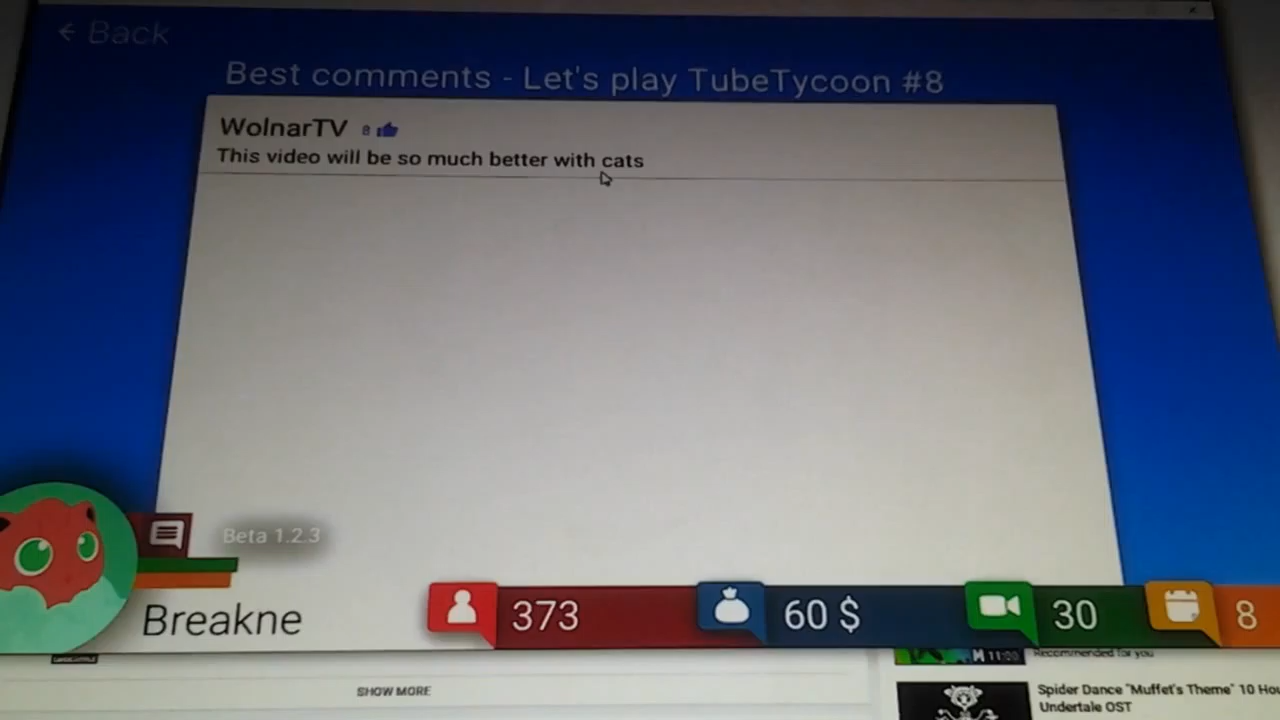 ← Back
Best comments - Let's play TubeTycoon #8
WolnarTV 8
This video will be so much better with cats
Beta 1.2.3
Breakne
373
60 $
30
8
11:00
Recommended for you
SHOW MORE
Spider Dance "Muffet's Theme" 10 Hou
Undertale OST